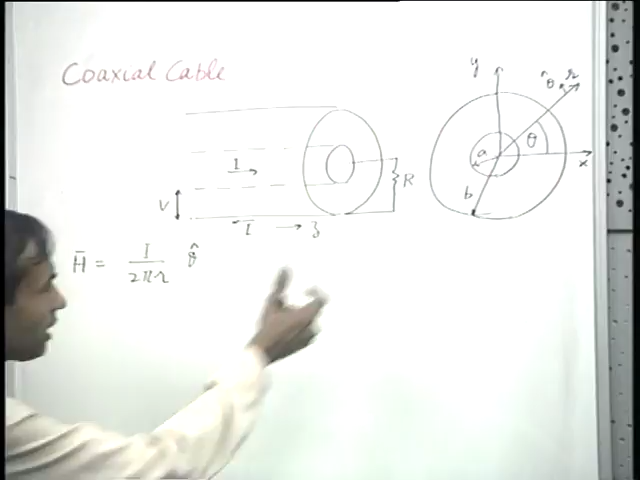 Coaxial Cable
y
θ̂ r
θ
x
a
b
I
R
V
I → z
H̄ = I / 2πr θ̂